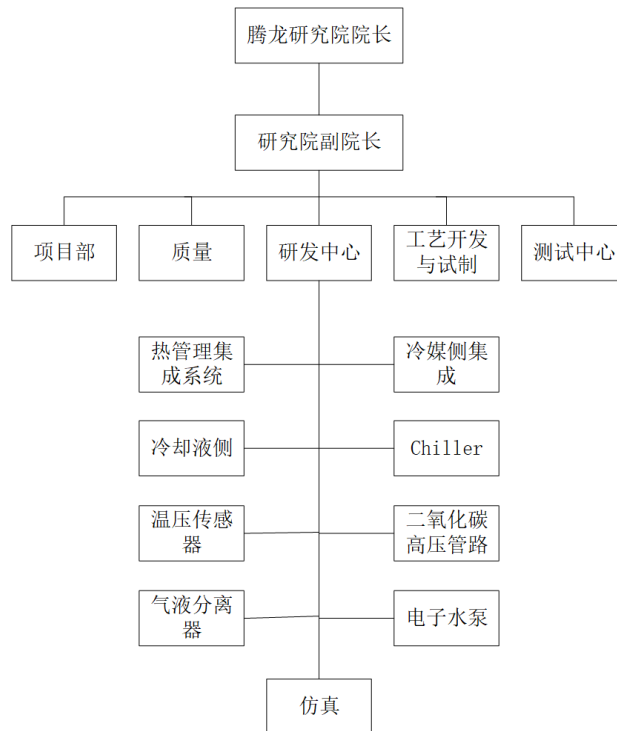 腾龙研究院院长
研究院副院长
项目部
质量
研发中心
工艺开发
与试制
测试中心
热管理集
成系统
冷媒侧集
成
冷却液侧
Chiller
温压传感
器
二氧化碳
高压管路
气液分离
器
电子水泵
仿真